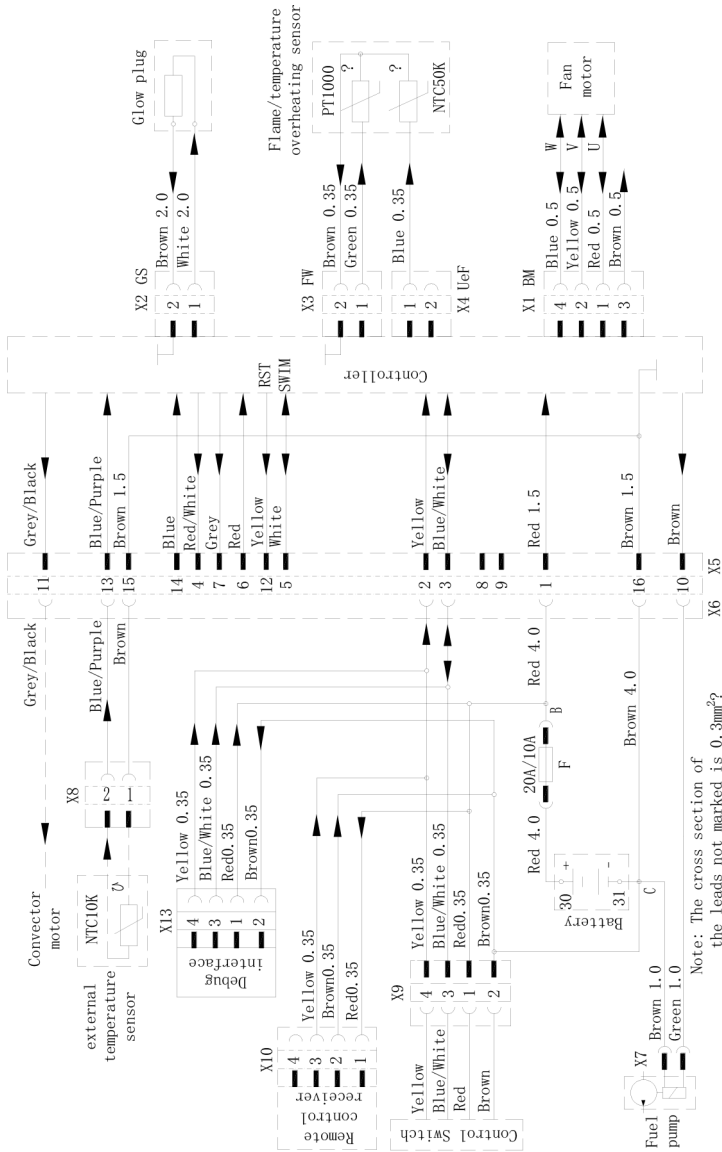 Glow plug
Brown 2.0
White 2.0
X2 GS
2
1
Flame/temperature
overheating sensor
PT1000
?
?
NTC50K
Brown 0.35
Green 0.35
Blue 0.35
X3 FW
2
1
1
2
X4 UeF
Fan
motor
W
V
U
Blue 0.5
Yellow 0.5
Red 0.5
Brown 0.5
X1 BM
4
2
1
3
Controller
RST
SWIM
Grey/Black
Blue/Purple
Brown 1.5
Blue
Red/White
Grey
Red
Yellow
White
Yellow
Blue/White
Red 1.5
Brown 1.5
Brown
11
13
15
14
4
7
6
12
5
2
3
8
9
1
16
10
X5
X6
Grey/Black
Blue/Purple
Brown
Red 4.0
Brown 4.0
Convector
motor
X8
2
1
NTC10K
external
temperature
sensor
Yellow 0.35
Blue/White 0.35
Red0.35
Brown0.35
X13
4
3
1
2
Debug
interface
Yellow 0.35
Brown0.35
Red0.35
X10
4
3
2
1
Remote
control
receiver
Yellow 0.35
Blue/White 0.35
Red0.35
Brown0.35
X9
4
3
1
2
Yellow
Blue/White
Red
Brown
Control Switch
B
20A/10A
F
Red 4.0
30
+
-
31
Battery
C
Brown 1.0
Green 1.0
X7
Fuel
pump
Note: The cross section of
the leads not marked is 0.3mm²?